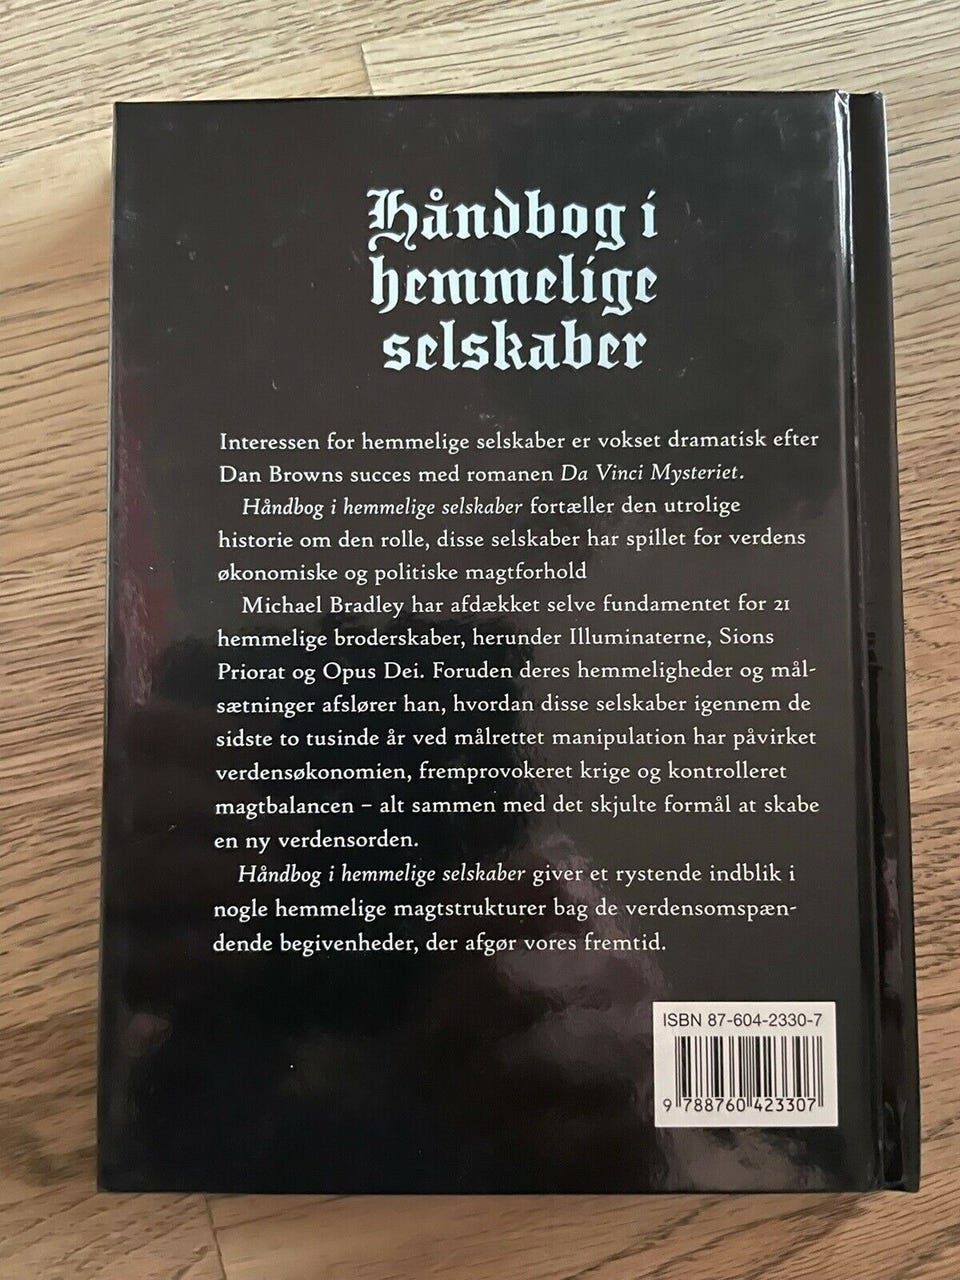 Håndbog i
hemmelige
selskaber
Interessen for hemmelige selskaber er vokset dramatisk efter
Dan Browns succes med romanen Da Vinci Mysteriet.
Håndbog i hemmelige selskaber fortæller den utrolige
historie om den rolle, disse selskaber har spillet for verdens
økonomiske og politiske magtforhold
Michael Bradley har afdækket selve fundamentet for 21
hemmelige broderskaber, herunder Illuminaterne, Sions
Priorat og Opus Dei. Foruden deres hemmeligheder og mål-
sætninger afslører han, hvordan disse selskaber igennem de
sidste to tusinde år ved målrettet manipulation har påvirket
verdensøkonomien, fremprovokeret krige og kontrolleret
magtbalancen – alt sammen med det skjulte formål at skabe
en ny verdensorden.
Håndbog i hemmelige selskaber giver et rystende indblik i
nogle hemmelige magtstrukturer bag de verdensomspæn-
dende begivenheder, der afgør vores fremtid.
ISBN 87-604-2330-7
9 788760 423307